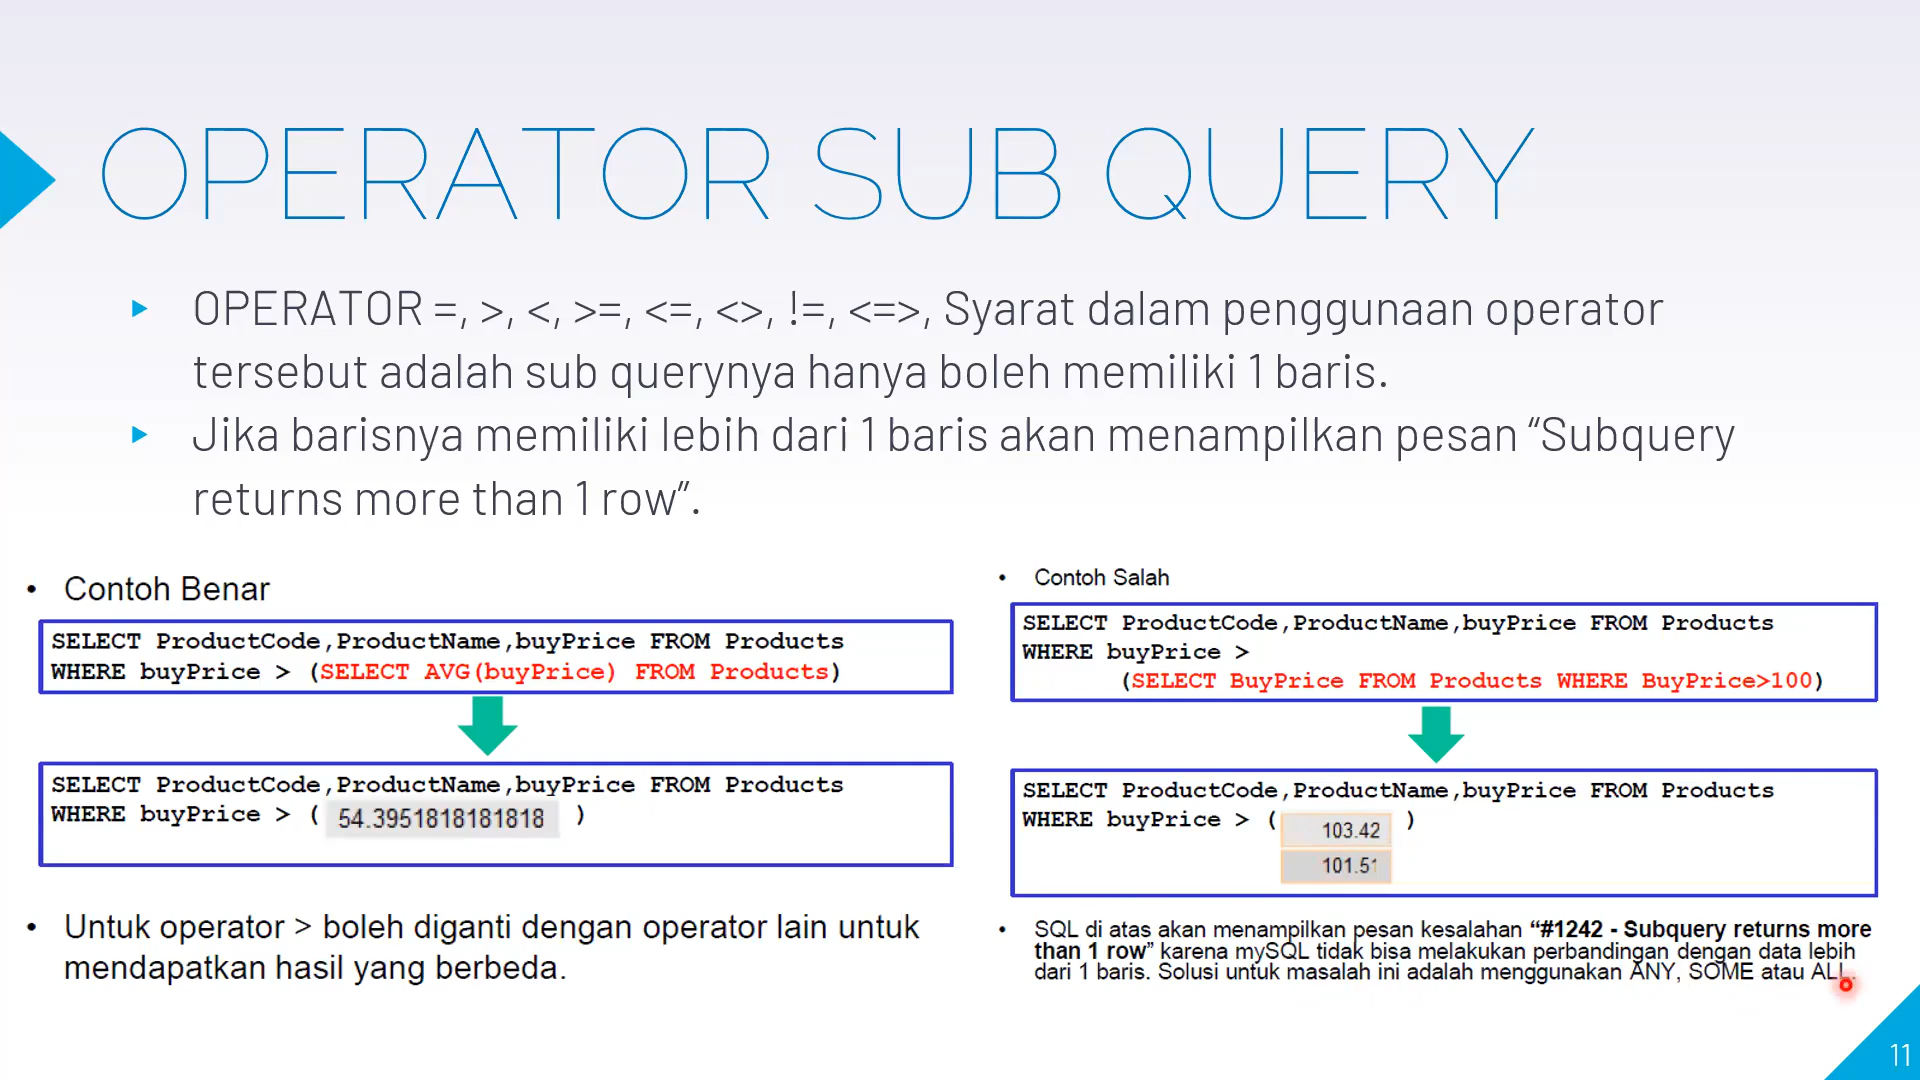 OPERATOR SUB QUERY
OPERATOR =, >, <, >=, <=, <>, !=, <=>, Syarat dalam penggunaan operator
tersebut adalah sub querynya hanya boleh memiliki 1 baris.
Jika barisnya memiliki lebih dari 1 baris akan menampilkan pesan “Subquery
returns more than 1 row”.
• Contoh Benar
SELECT ProductCode,ProductName,buyPrice FROM Products
WHERE buyPrice > (SELECT AVG(buyPrice) FROM Products)
SELECT ProductCode,ProductName,buyPrice FROM Products
WHERE buyPrice > ( 54.3951818181818 )
• Untuk operator > boleh diganti dengan operator lain untuk
mendapatkan hasil yang berbeda.
• Contoh Salah
SELECT ProductCode,ProductName,buyPrice FROM Products
WHERE buyPrice >
(SELECT BuyPrice FROM Products WHERE BuyPrice>100)
SELECT ProductCode,ProductName,buyPrice FROM Products
WHERE buyPrice > ( 103.42 )
101.51
• SQL di atas akan menampilkan pesan kesalahan “#1242 - Subquery returns more
than 1 row” karena mySQL tidak bisa melakukan perbandingan dengan data lebih
dari 1 baris. Solusi untuk masalah ini adalah menggunakan ANY, SOME atau ALL.
11